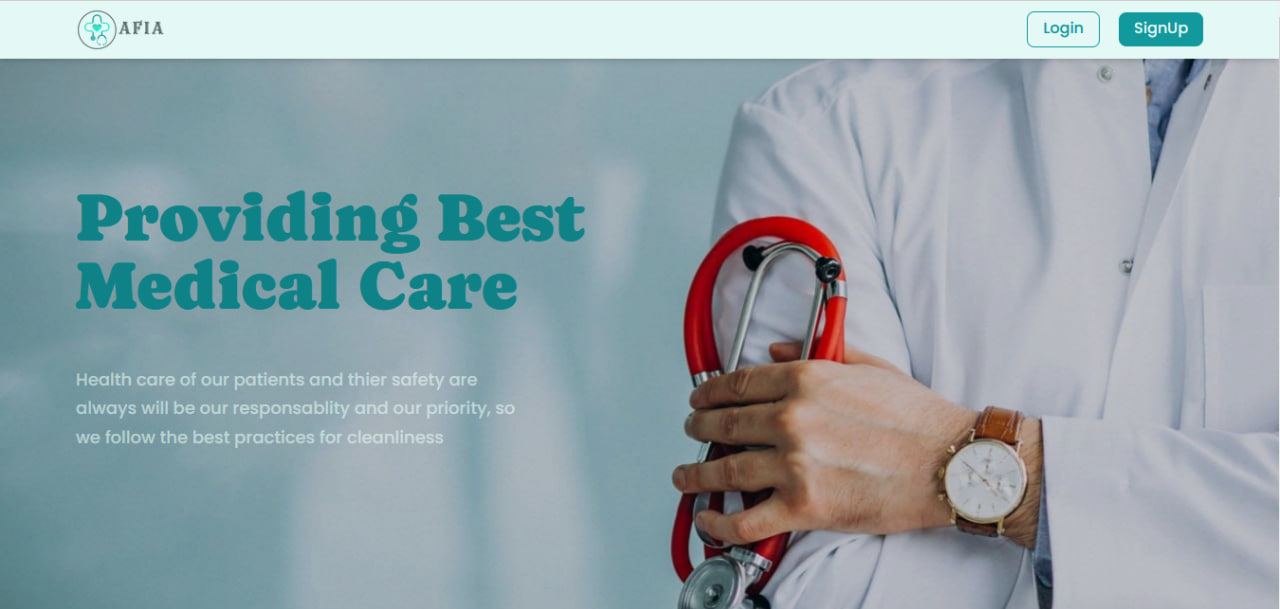 AFIA
Login
SignUp
Providing Best
Medical Care
Health care of our patients and thier safety are
always will be our responsablity and our priority, so
we follow the best practices for cleanliness